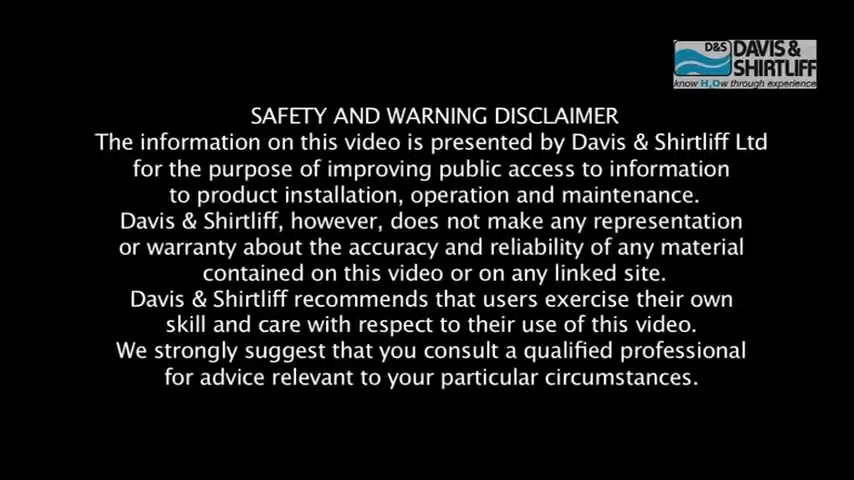 D&S DAVIS &
SHIRTLIFF
know H₂Ow through experience
SAFETY AND WARNING DISCLAIMER
The information on this video is presented by Davis & Shirtliff Ltd
for the purpose of improving public access to information
to product installation, operation and maintenance.
Davis & Shirtliff, however, does not make any representation
or warranty about the accuracy and reliability of any material
contained on this video or on any linked site.
Davis & Shirtliff recommends that users exercise their own
skill and care with respect to their use of this video.
We strongly suggest that you consult a qualified professional
for advice relevant to your particular circumstances.